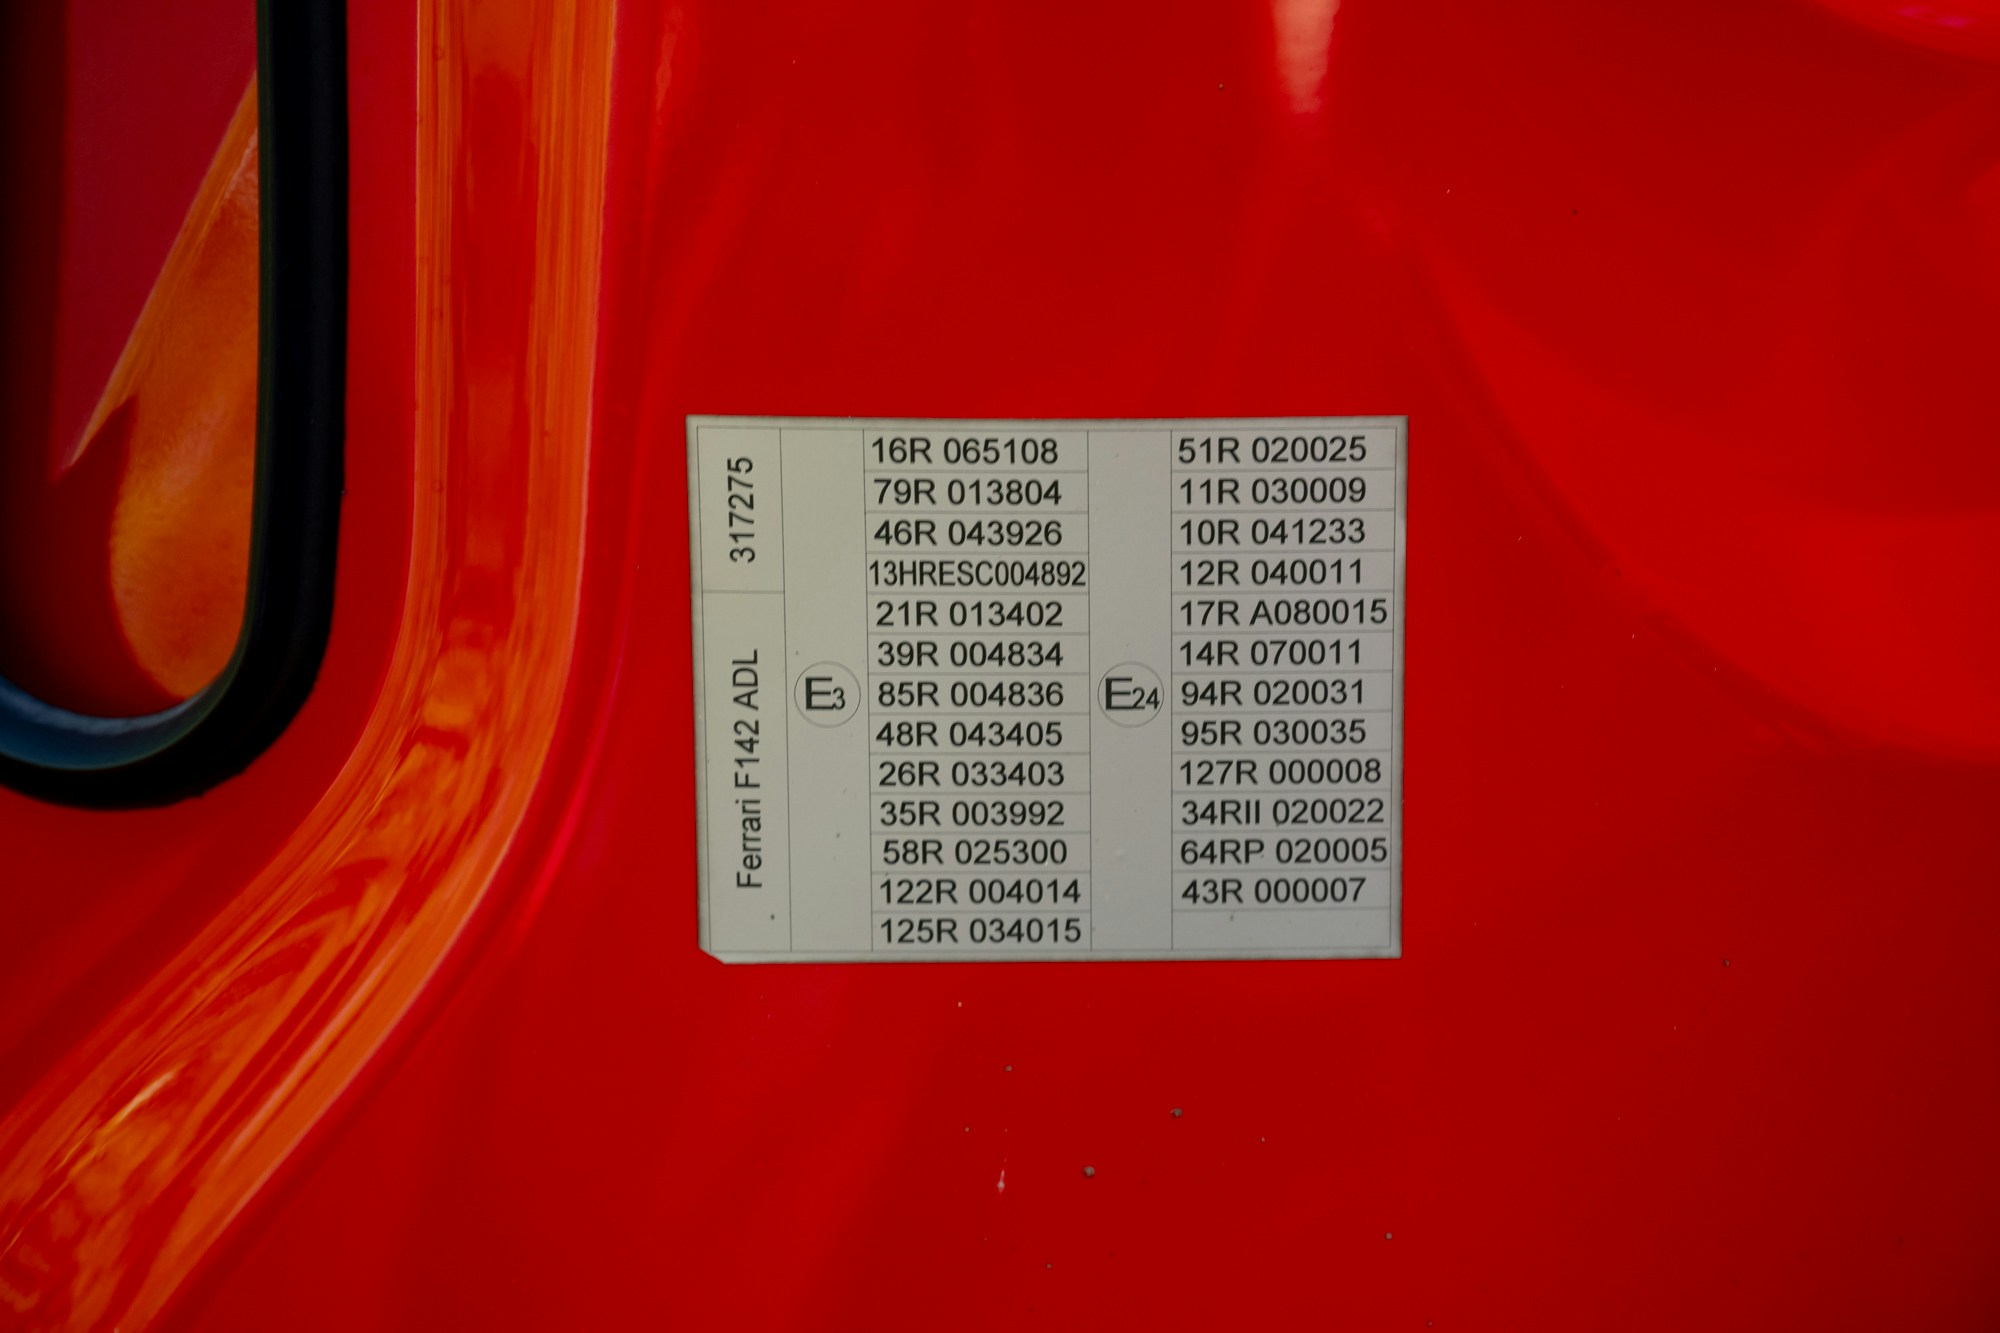 317275
Ferrari F142 ADL
E3
16R 065108
79R 013804
46R 043926
13HRESC004892
21R 013402
39R 004834
85R 004836
48R 043405
26R 033403
35R 003992
58R 025300
122R 004014
125R 034015
E24
51R 020025
11R 030009
10R 041233
12R 040011
17R A080015
14R 070011
94R 020031
95R 030035
127R 000008
34RII 020022
64RP 020005
43R 000007